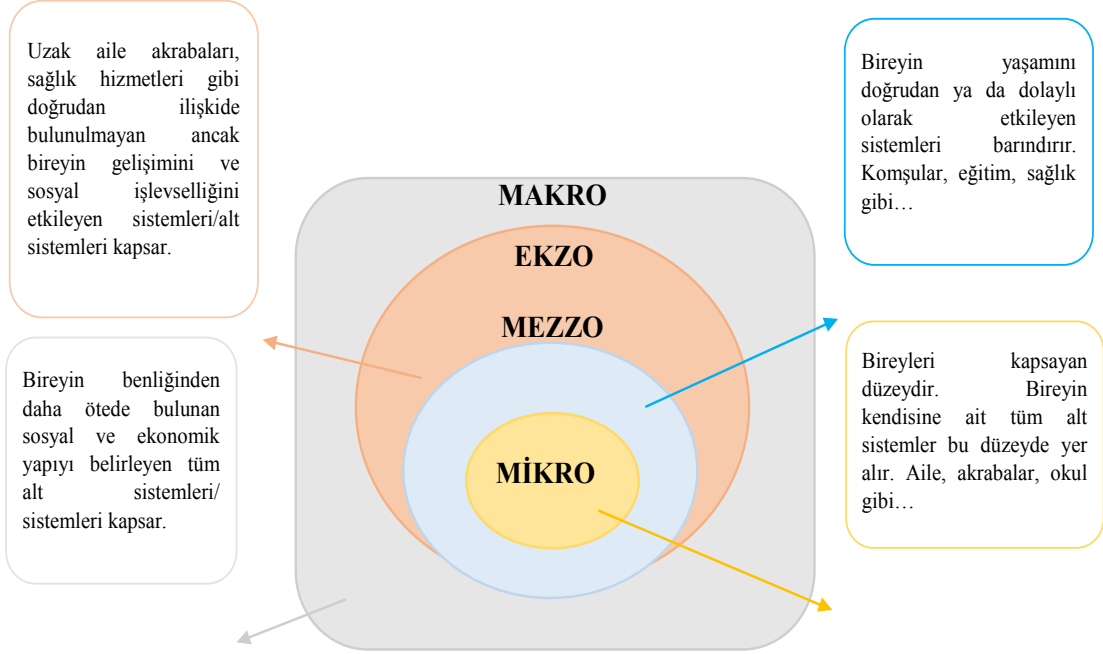 Uzak aile akrabaları,
sağlık hizmetleri gibi
doğrudan ilişkide
bulunulmayan ancak
bireyin gelişimini ve
sosyal işlevselliğini
etkileyen sistemleri/alt
sistemleri kapsar.
Bireyin benliğinden
daha ötede bulunan
sosyal ve ekonomik
yapıyı belirleyen tüm
alt sistemleri/
sistemleri kapsar.
MAKRO
EKZO
MEZZO
MİKRO
Bireyin yaşamını
doğrudan ya da dolaylı
olarak etkileyen
sistemleri barındırır.
Komşular, eğitim, sağlık
gibi…
Bireyleri kapsayan
düzeydir. Bireyin
kendisine ait tüm alt
sistemler bu düzeyde yer
alır. Aile, akrabalar, okul
gibi…